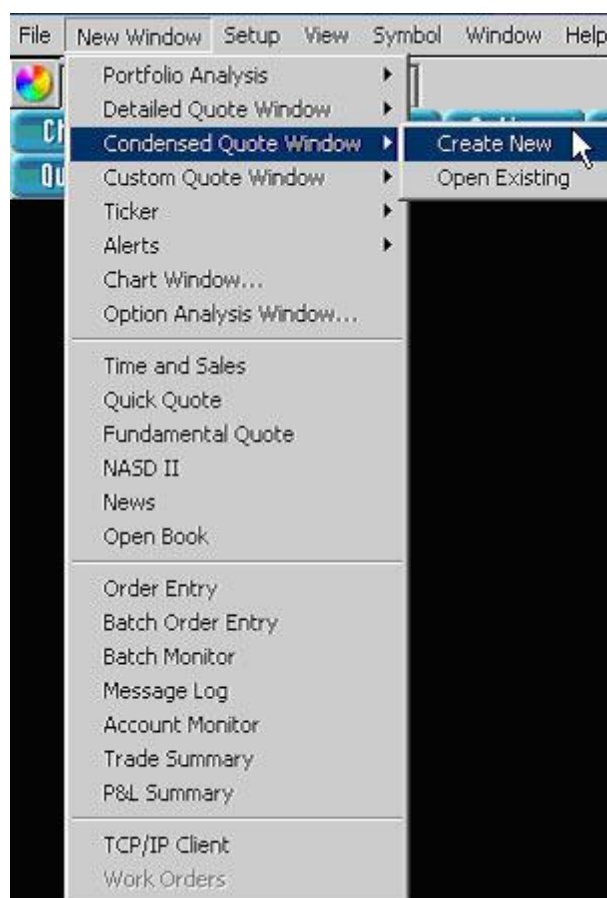 File New Window Setup View Symbol Window Help
Portfolio Analysis
Detailed Quote Window
Condensed Quote Window
Create New
Custom Quote Window
Open Existing
Ticker
Alerts
Chart Window...
Option Analysis Window...
Time and Sales
Quick Quote
Fundamental Quote
NASD II
News
Open Book
Order Entry
Batch Order Entry
Batch Monitor
Message Log
Account Monitor
Trade Summary
P&L Summary
TCP/IP Client
Work Orders